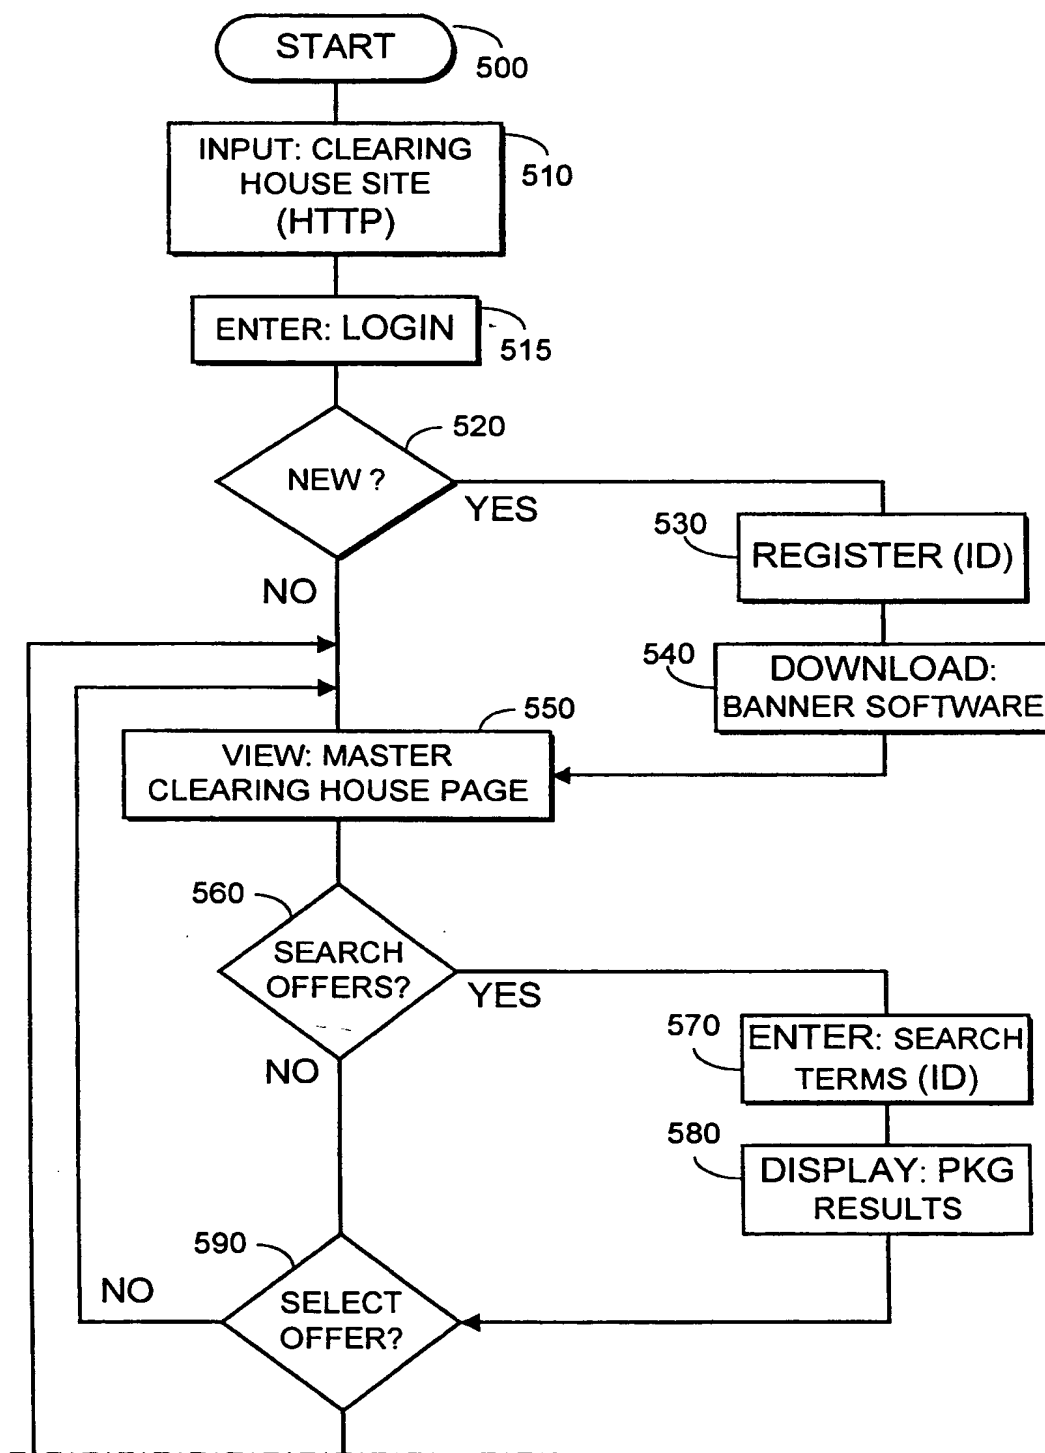 START
500
INPUT: CLEARING
HOUSE SITE
(HTTP)
510
ENTER: LOGIN
515
520
NEW ?
YES
NO
530
REGISTER (ID)
540
DOWNLOAD:
BANNER SOFTWARE
550
VIEW: MASTER
CLEARING HOUSE PAGE
560
SEARCH
OFFERS?
YES
NO
570
ENTER: SEARCH
TERMS (ID)
580
DISPLAY: PKG
RESULTS
590
NO
SELECT
OFFER?